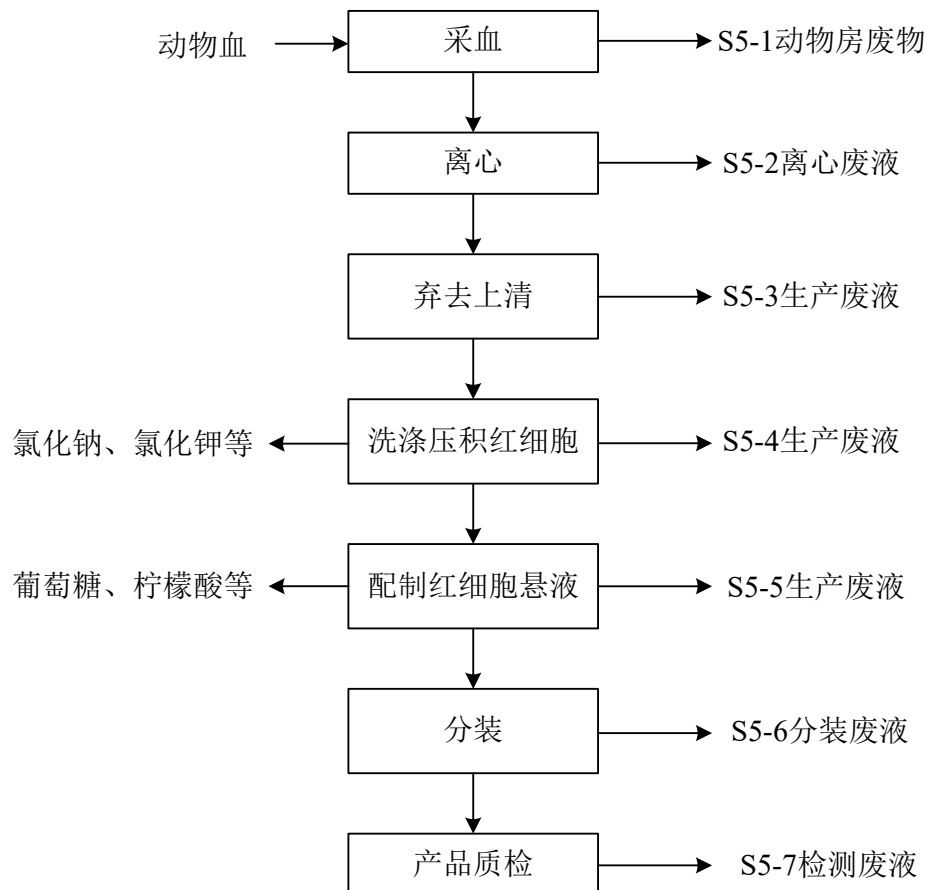 动物血
采血
S5-1动物房废物
离心
S5-2离心废液
弃去上清
S5-3生产废液
氯化钠、氯化钾等
洗涤压积红细胞
S5-4生产废液
葡萄糖、柠檬酸等
配制红细胞悬液
S5-5生产废液
分装
S5-6分装废液
产品质检
S5-7检测废液